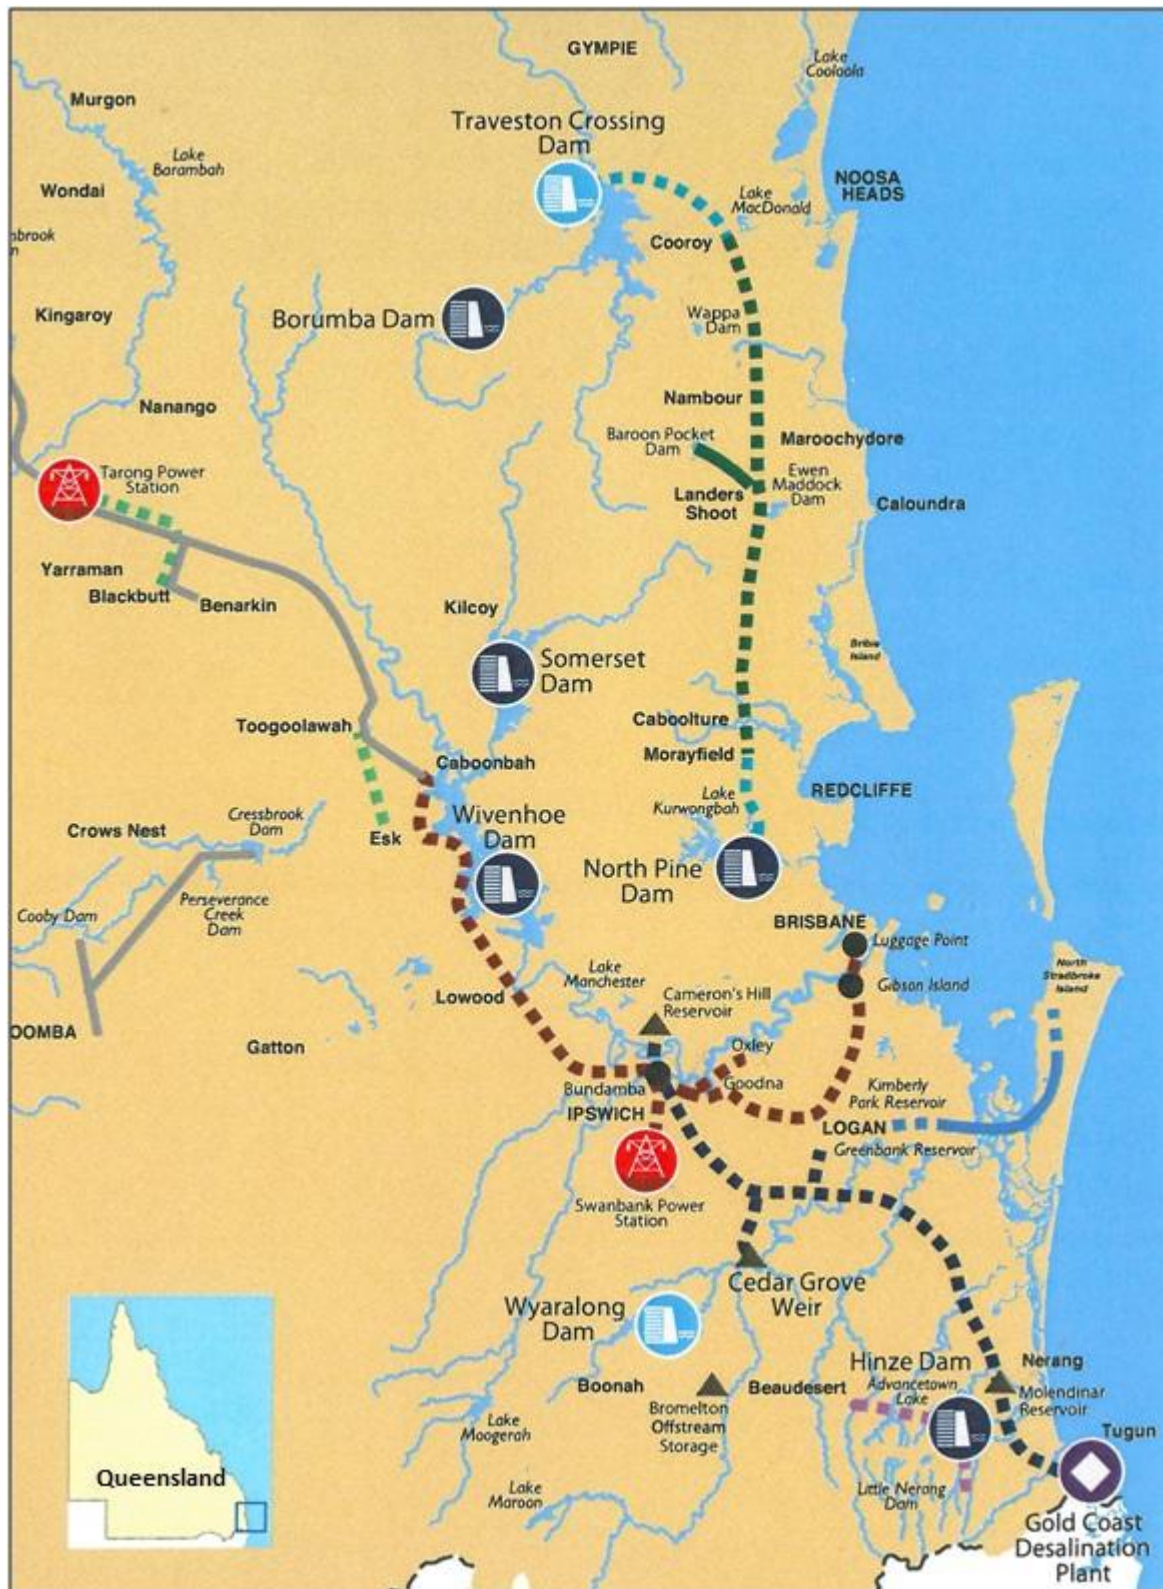 Lake
Cooloola
GYMPIE
Murgon
Traveston Crossing
Dam
Lake
Barambah
Wondai
NOOSA
HEADS
Lake
MacDonald
Cooroy
Kingaroy
Borumba Dam
Wappa
Dam
Nanango
Nambour
Baroon Pocket
Dam
Maroochydore
Tarong Power
Station
Ewen
Maddock
Dam
Landers
Shoot
Caloundra
Yarraman
Blackbutt
Benarkin
Kilcoy
Bribie
Island
Somerset
Dam
Toogoolawah
Caboolture
Morayfield
Caboonbah
Lake
Kurwongbah
REDCLIFFE
Cressbrook
Dam
Wivenhoe
Dam
Crows Nest
Esk
North Pine
Dam
Perseverance
Creek
Dam
Cooby Dam
BRISBANE
Luggage Point
Lake
Manchester
Gibson Island
North
Stradbroke
Island
Lowood
Cameron's Hill
Reservoir
OOMBA
Gatton
Oxley
Bundamba
Goodna
Kimberly
Park Reservoir
IPSWICH
LOGAN
Greenbank Reservoir
Swanbank Power
Station
Cedar Grove
Weir
Wyaralong
Dam
Hinze Dam
Nerang
Boonah
Beaudesert
Advancetown
Lake
Molendinar
Reservoir
Bromelton
Offstream
Storage
Lake
Moogerah
Tugun
Queensland
Lake
Maroon
Little Nerang
Dam
Gold Coast
Desalination
Plant